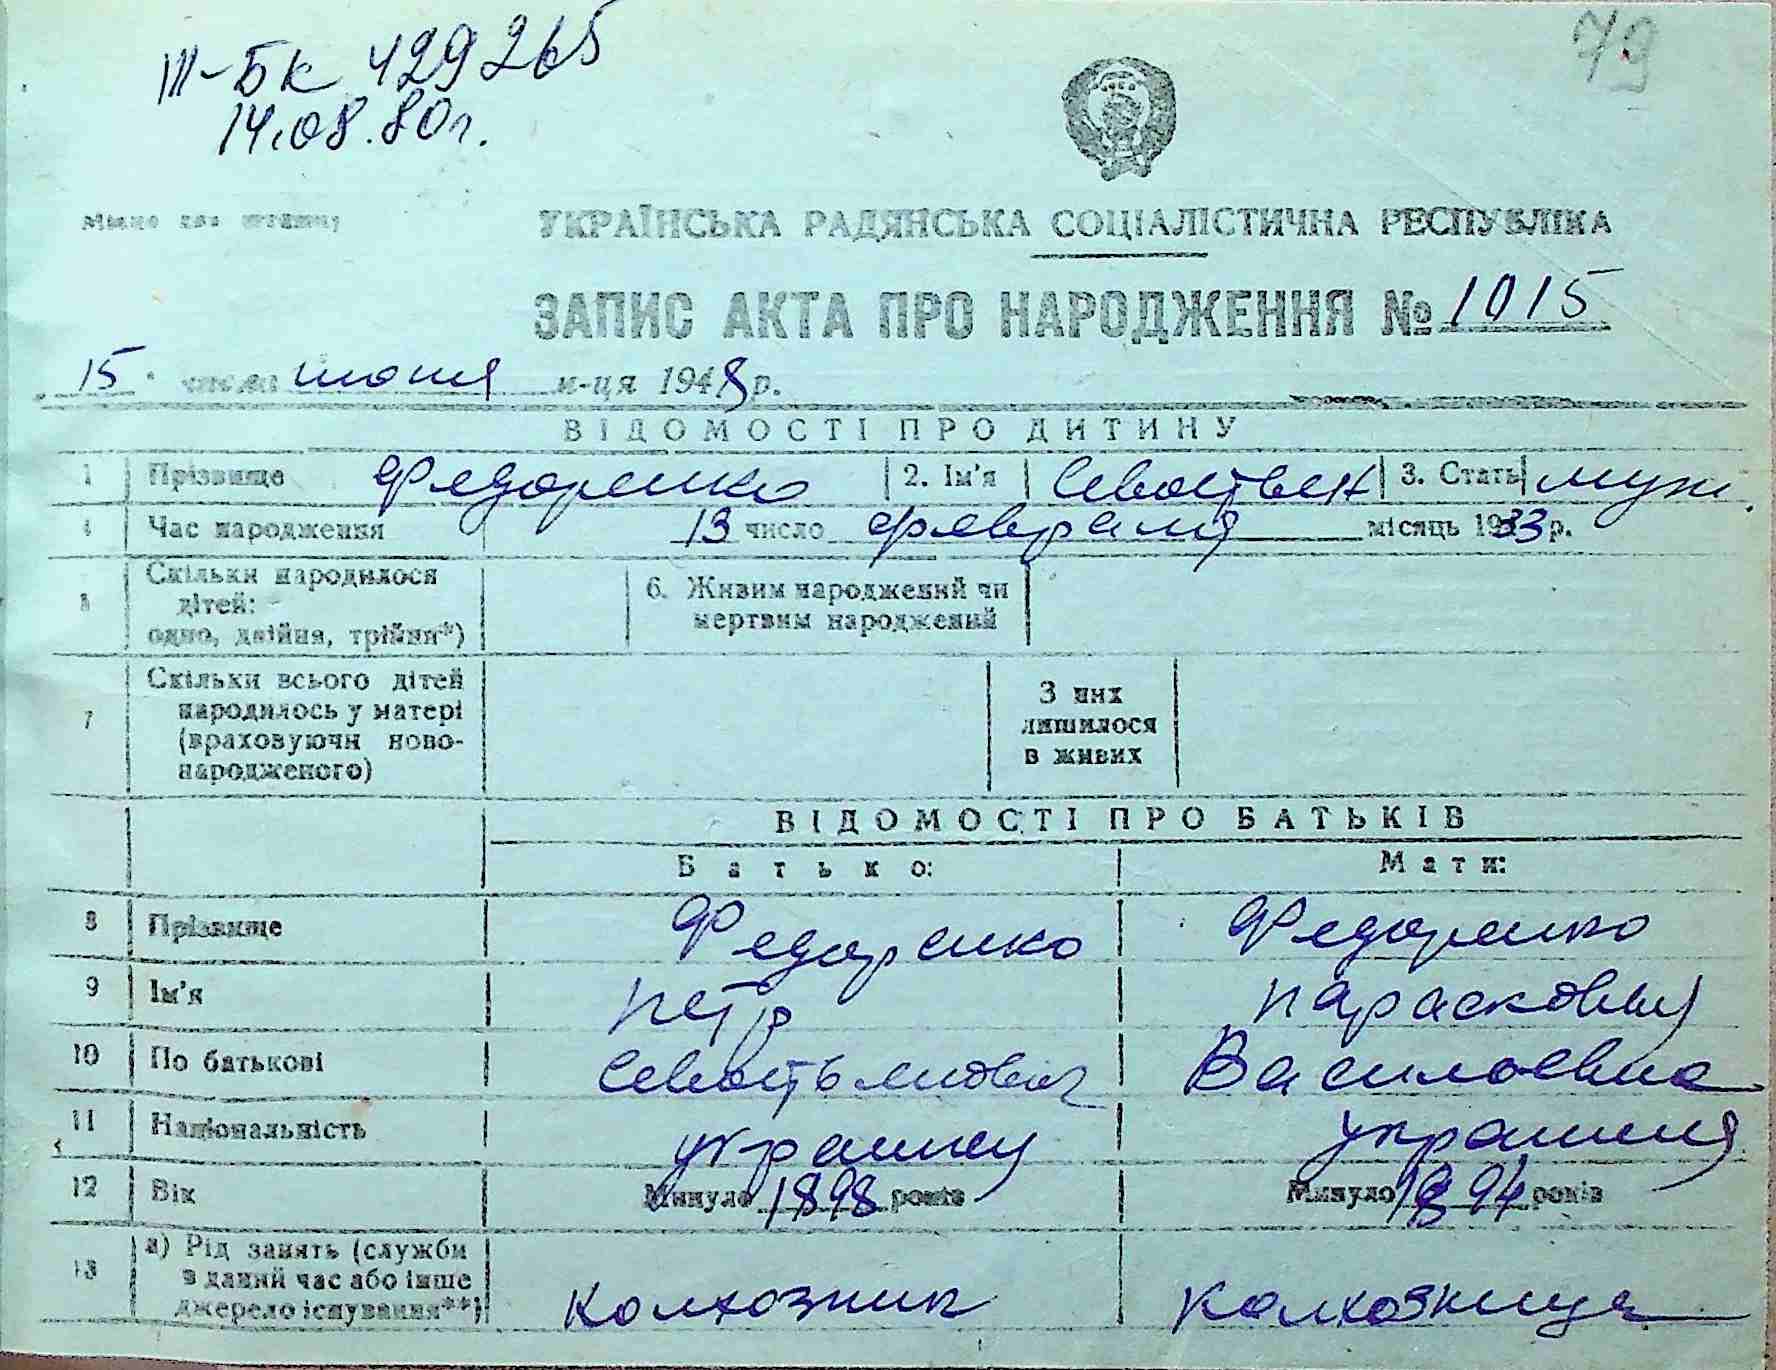 III-БК 429265
14.08.80г.
79
місце для штампу
УКРАЇНСЬКА РАДЯНСЬКА СОЦІАЛІСТИЧНА РЕСПУБЛІКА
ЗАПИС АКТА ПРО НАРОДЖЕННЯ № 1015
15 числа июня м-ця 1948 р.
ВІДОМОСТІ ПРО ДИТИНУ
1 Прізвище Федоренко 2. Ім'я 3. Стать муж
4 Час народження 13 число февраля місяць 1933 р.
5 Скільки народилося 6. Живим народжений чи
дітей: мертвим народжений
одно, двійня, трійня*)
7 Скільки всього дітей З них
народилось у матері лишилося
(враховуючи ново- в живих
народженого)
ВІДОМОСТІ ПРО БАТЬКІВ
Батько: Мати:
8 Прізвище Федоренко Федоренко
9 Ім'я Петр Парасковья
10 По батькові Севостьянович Василевна
11 Національність украинец украинка
12 Вік Минуло 1898 років Минуло 1894 років
13 а) Рід занять (служби
в даний час або інше
джерело існування**) колхозник колхозница